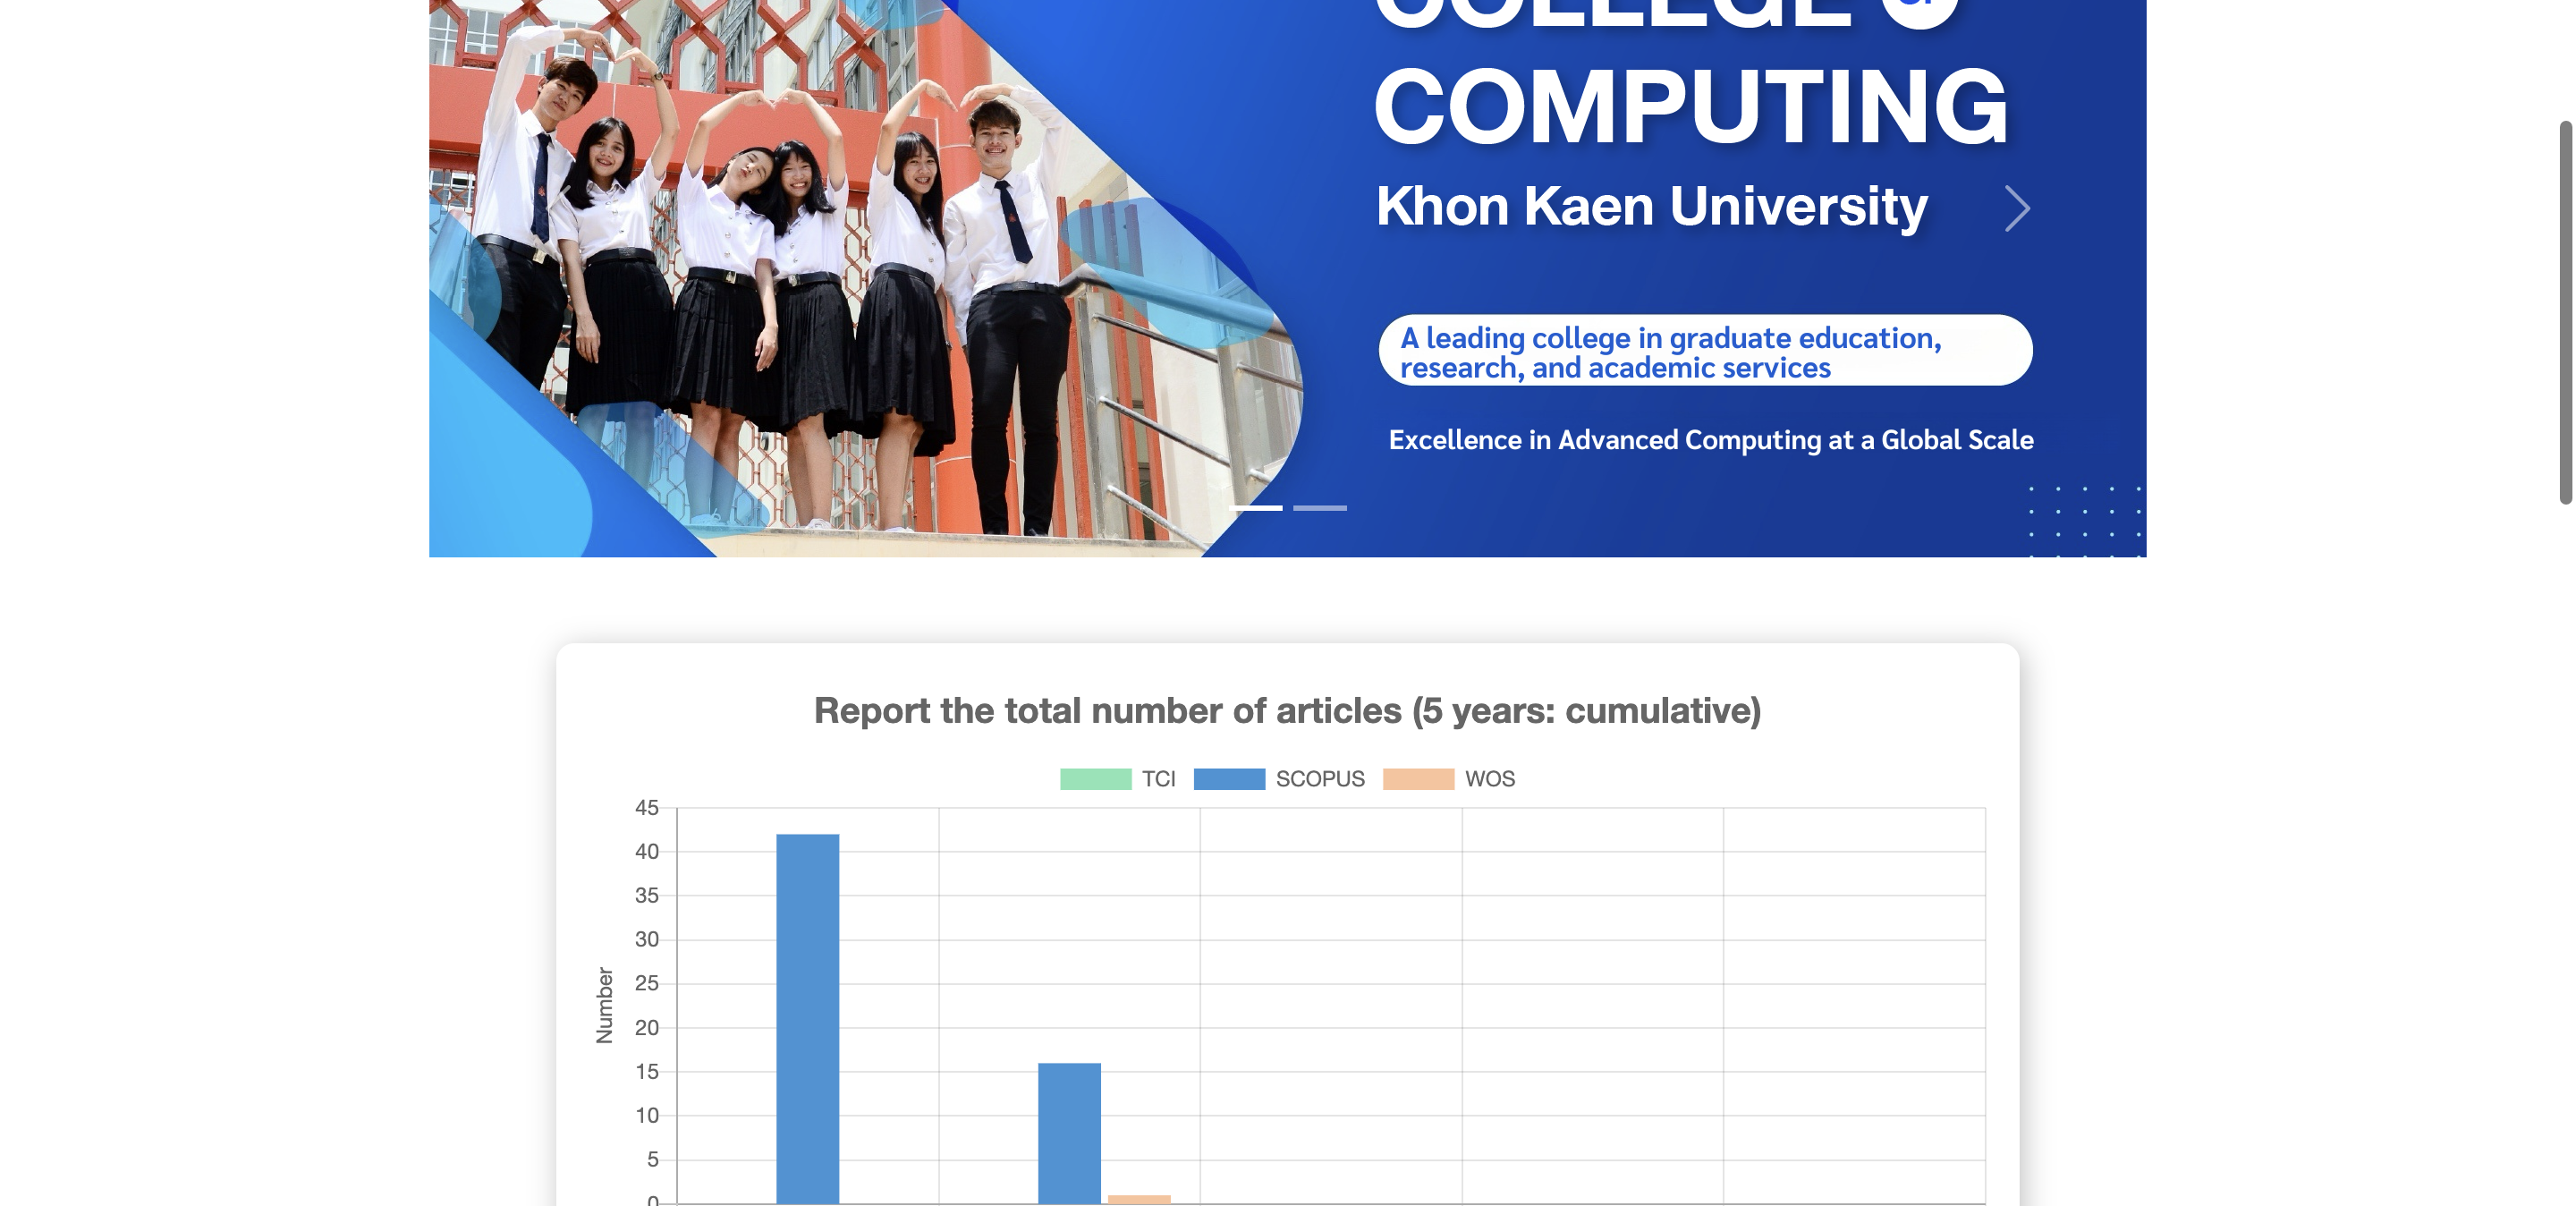 COLLEGE OF
COMPUTING
Khon Kaen University
A leading college in graduate education,
research, and academic services
Excellence in Advanced Computing at a Global Scale
Report the total number of articles (5 years: cumulative)
TCI SCOPUS WOS
45
40
35
30
25
20
15
10
5
0
Number